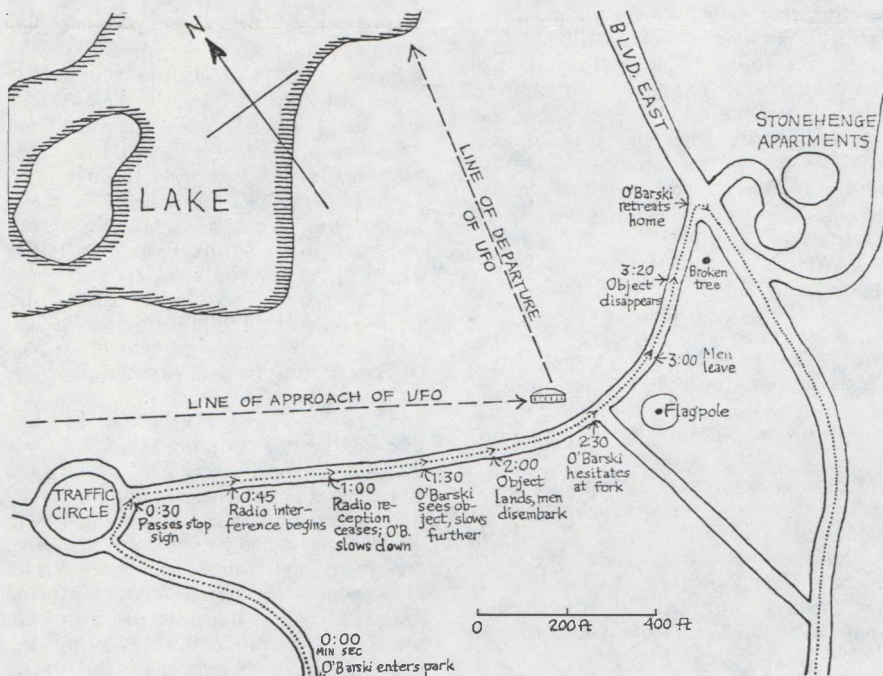 N
BLVD. EAST
STONEHENGE
APARTMENTS
LAKE
LINE OF DEPARTURE
OF UFO
O'Barski
retreats
home
3:20
Object
disappears
Broken
tree
3:00 Men
leave
LINE OF APPROACH OF UFO
Flagpole
2:30
O'Barski
hesitates
at fork
TRAFFIC
CIRCLE
0:30
Passes stop
sign
0:45
Radio inter-
ference begins
1:00
Radio re-
ception
ceases; O'B.
slows down
1:30
O'Barski
sees ob-
ject, slows
further
2:00
Object
lands, men
disembark
0 200 ft 400 ft
0:00
MIN SEC
O'Barski enters park